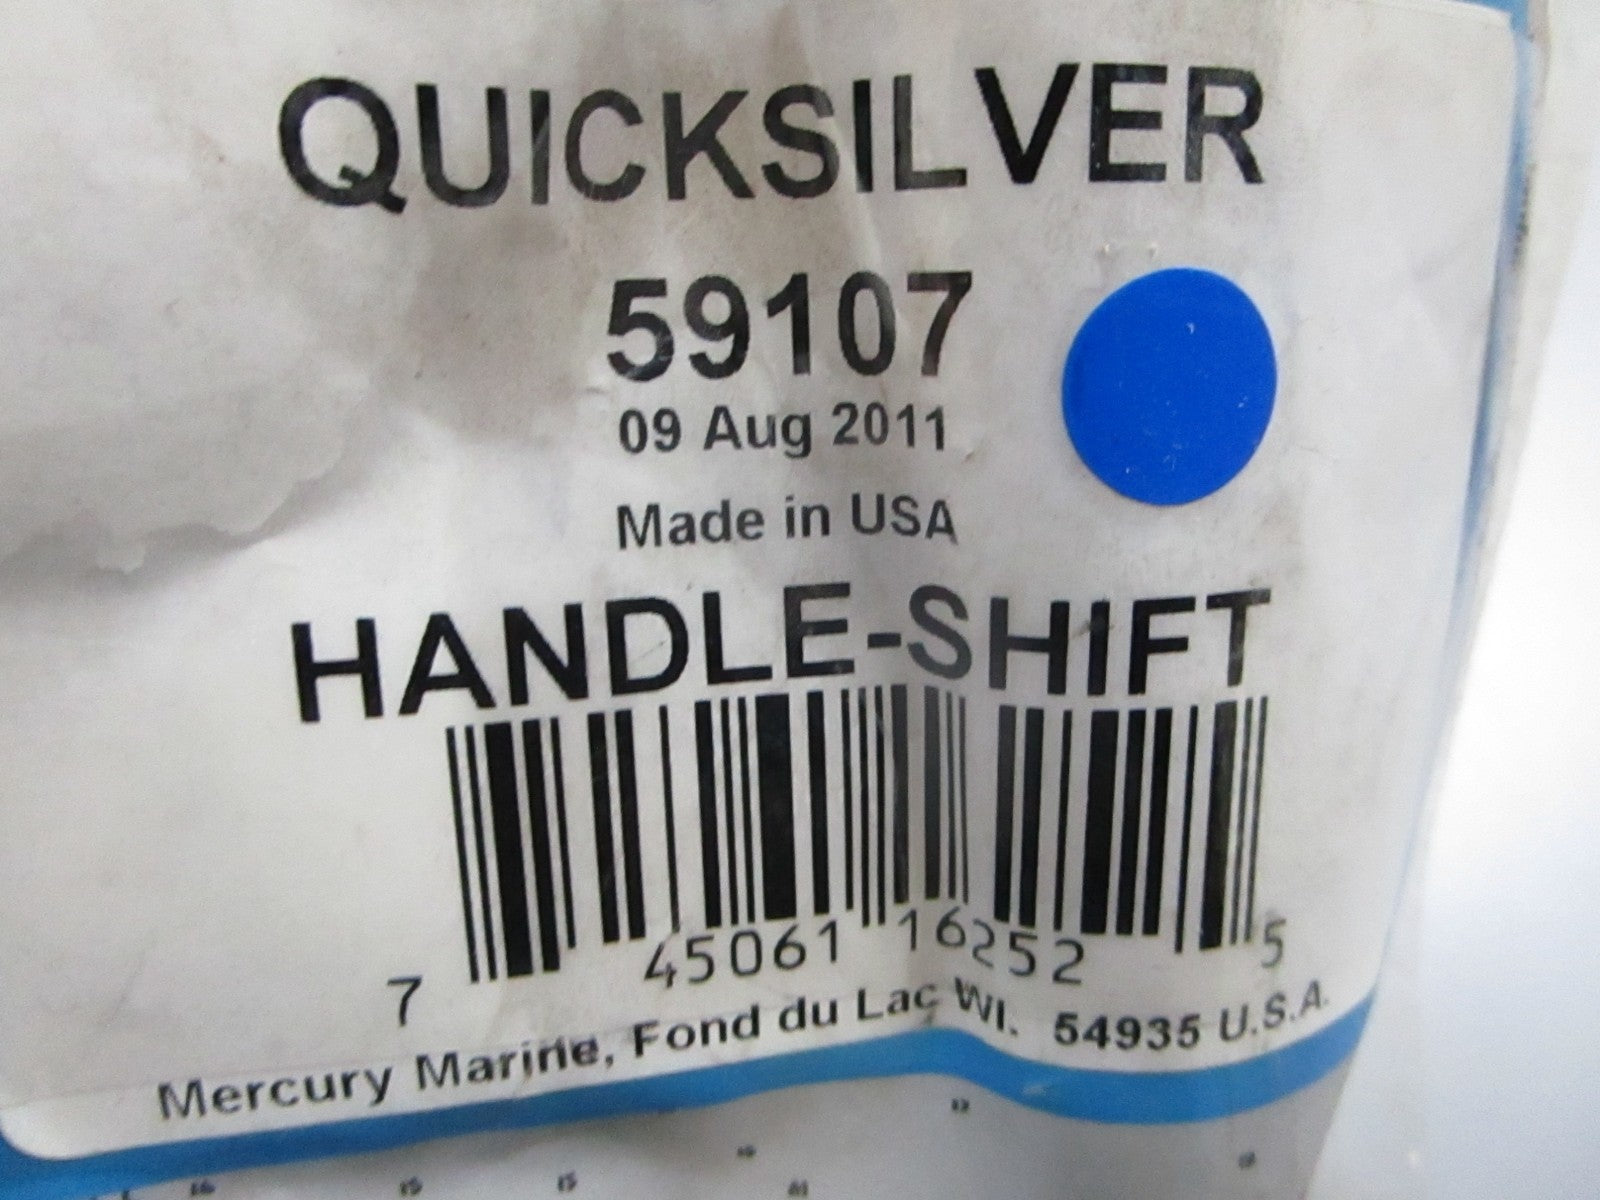 QUICKSILVER
59107
09 Aug 2011
Made in USA
HANDLE-SHIFT
7 45061 16252 5
Mercury Marine, Fond du Lac WI. 54935 U.S.A.